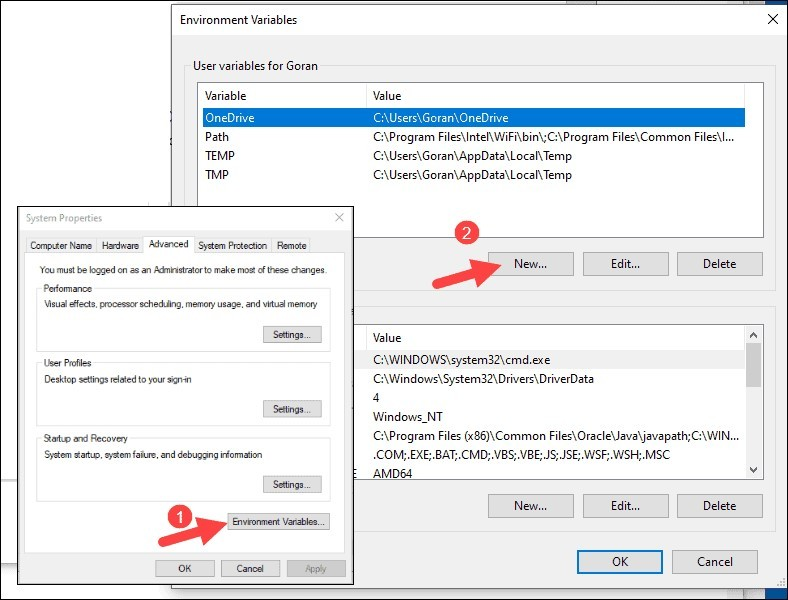 Environment Variables
User variables for Goran
Variable Value
OneDrive C:\Users\Goran\OneDrive
Path C:\Program Files\Intel\WiFi\bin\;C:\Program Files\Common Files\I...
TEMP C:\Users\Goran\AppData\Local\Temp
TMP C:\Users\Goran\AppData\Local\Temp
2
New... Edit... Delete
Value
C:\WINDOWS\system32\cmd.exe
C:\Windows\System32\Drivers\DriverData
4
Windows_NT
C:\Program Files (x86)\Common Files\Oracle\Java\javapath;C:\WIN...
.COM;.EXE;.BAT;.CMD;.VBS;.VBE;.JS;.JSE;.WSF;.WSH;.MSC
AMD64
New... Edit... Delete
OK Cancel
System Properties
Computer Name Hardware Advanced System Protection Remote
You must be logged on as an Administrator to make most of these changes.
Performance
Visual effects, processor scheduling, memory usage, and virtual memory
Settings...
User Profiles
Desktop settings related to your sign-in
Settings...
Startup and Recovery
System startup, system failure, and debugging information
Settings...
1
Environment Variables...
OK Cancel Apply